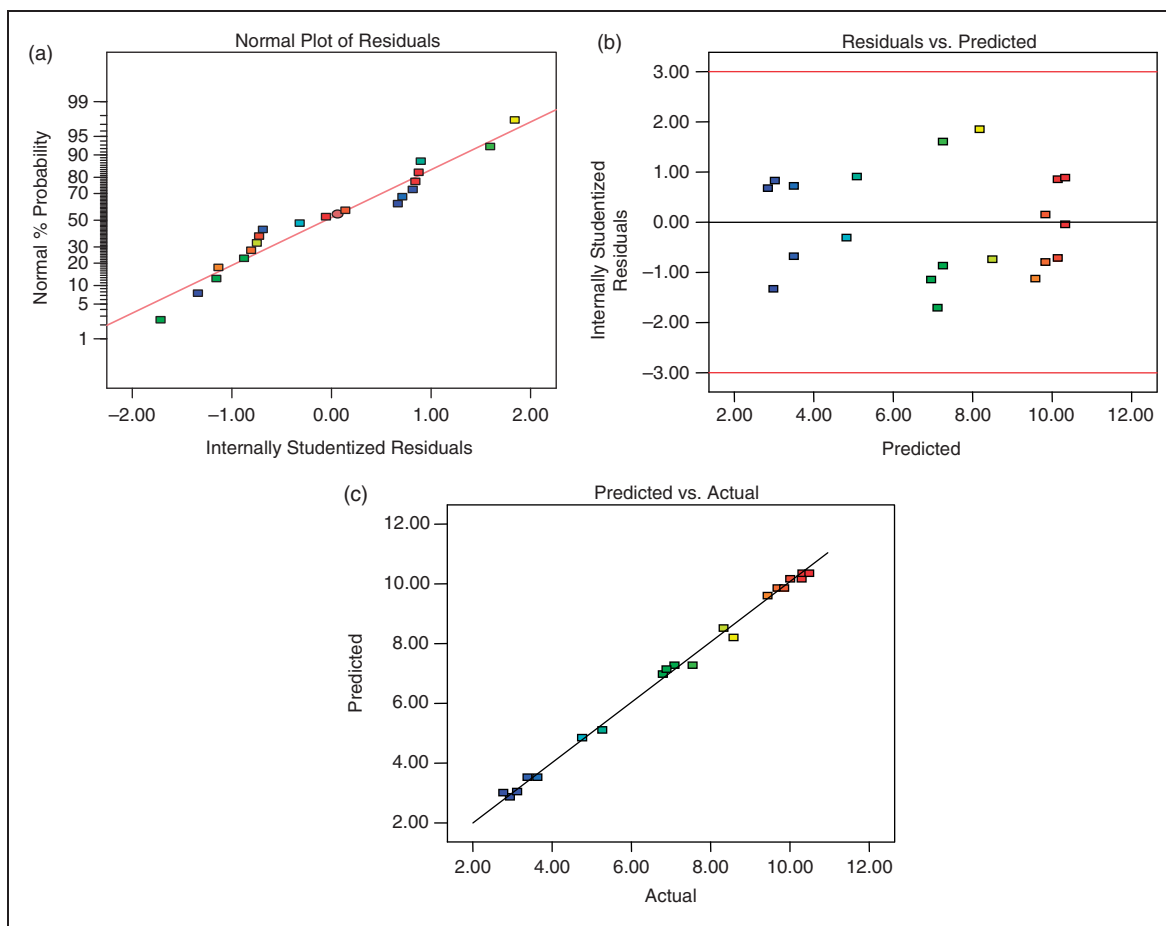 (a)
Normal Plot of Residuals
Normal % Probability
99
95
90
80
70
50
30
20
10
5
1
−2.00 −1.00 0.00 1.00 2.00
Internally Studentized Residuals
(b)
Residuals vs. Predicted
Internally Studentized
Residuals
3.00
2.00
1.00
0.00
−1.00
−2.00
−3.00
2.00 4.00 6.00 8.00 10.00 12.00
Predicted
(c)
Predicted vs. Actual
Predicted
12.00
10.00
8.00
6.00
4.00
2.00
2.00 4.00 6.00 8.00 10.00 12.00
Actual